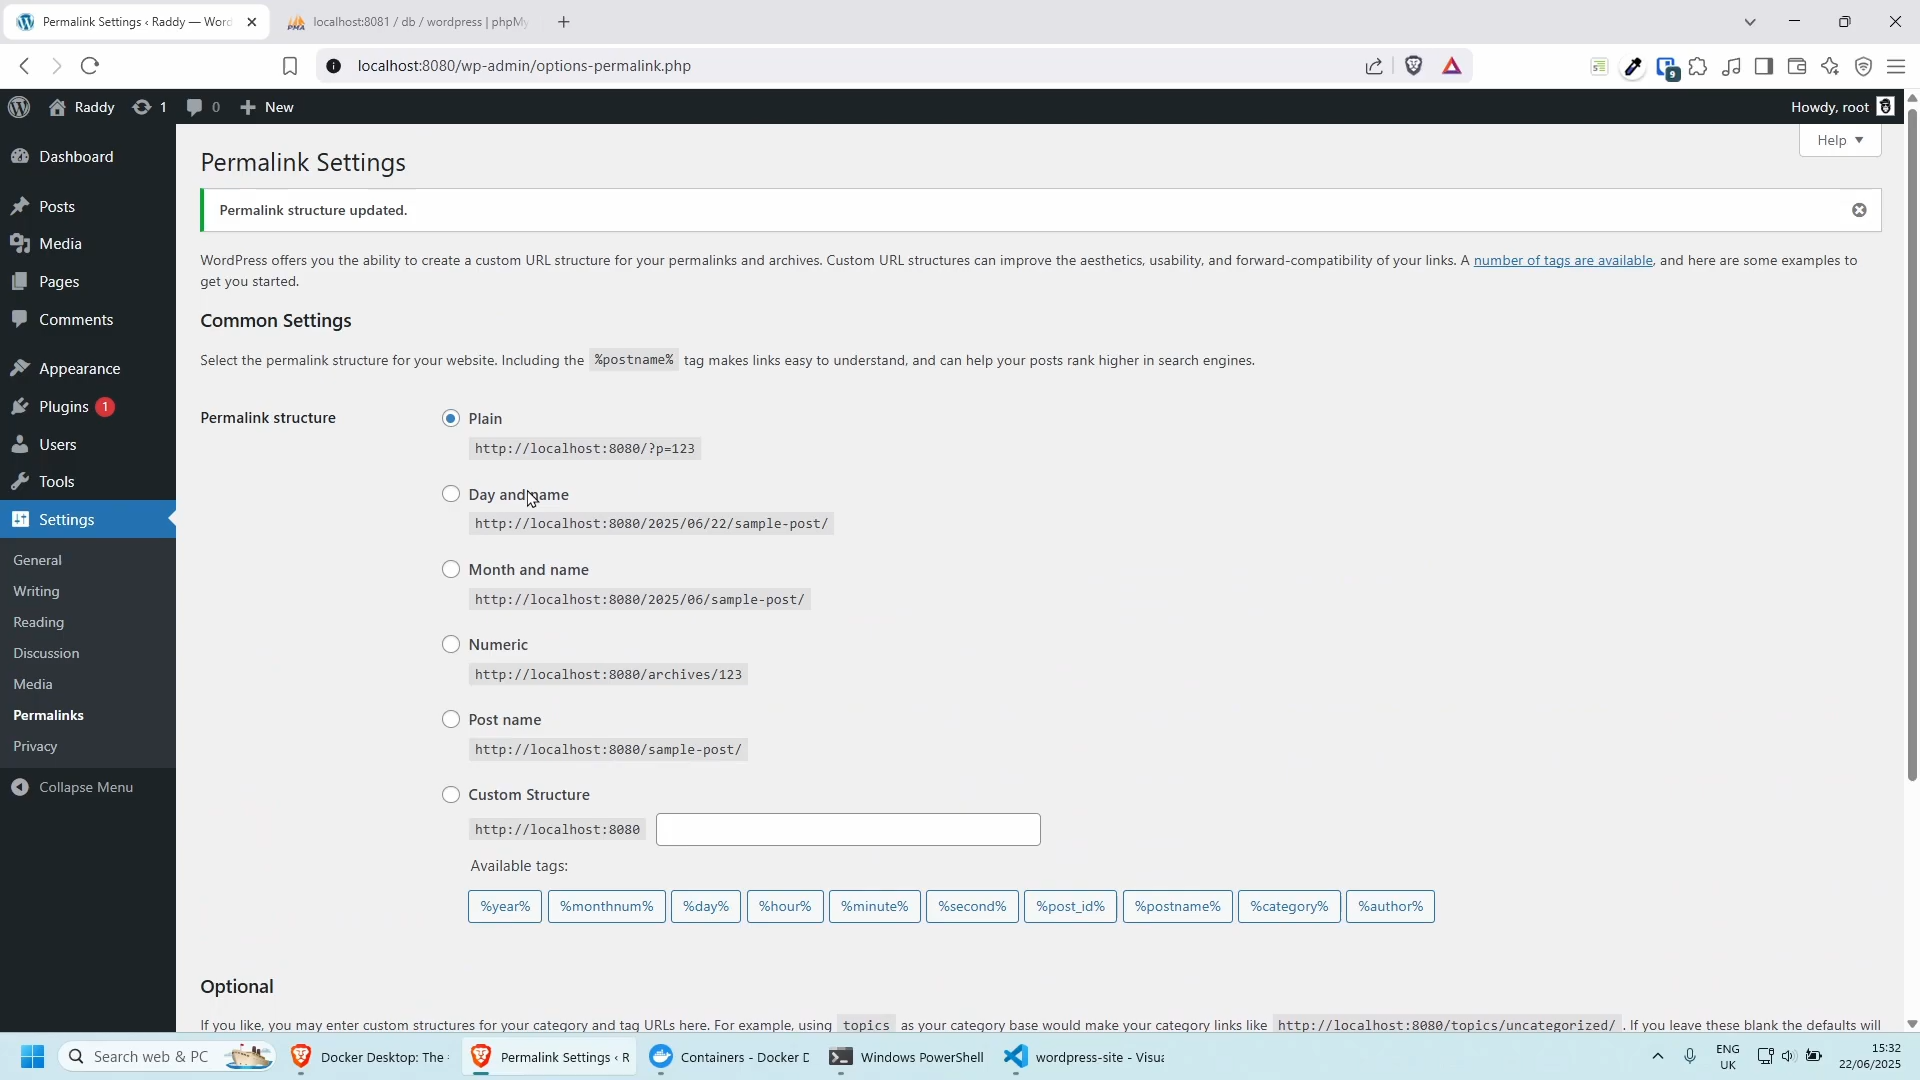 Permalink Settings ‹ Raddy — Word
localhost:8081 / db / wordpress | phpMy
localhost:8080/wp-admin/options-permalink.php
9
Raddy
1
0
New
Howdy, root
Dashboard
Posts
Media
Pages
Comments
Appearance
Plugins 1
Users
Tools
Settings
General
Writing
Reading
Discussion
Media
Permalinks
Privacy
Collapse Menu
Help
Permalink Settings
Permalink structure updated.
WordPress offers you the ability to create a custom URL structure for your permalinks and archives. Custom URL structures can improve the aesthetics, usability, and forward-compatibility of your links. A number of tags are available, and here are some examples to
get you started.
Common Settings
Select the permalink structure for your website. Including the %postname% tag makes links easy to understand, and can help your posts rank higher in search engines.
Permalink structure
Plain
http://localhost:8080/?p=123
Day and name
http://localhost:8080/2025/06/22/sample-post/
Month and name
http://localhost:8080/2025/06/sample-post/
Numeric
http://localhost:8080/archives/123
Post name
http://localhost:8080/sample-post/
Custom Structure
http://localhost:8080
Available tags:
%year% %monthnum% %day% %hour% %minute% %second% %post_id% %postname% %category% %author%
Optional
If you like, you may enter custom structures for your category and tag URLs here. For example, using topics as your category base would make your category links like http://localhost:8080/topics/uncategorized/ . If you leave these blank the defaults will
Search web & PC
Docker Desktop: The
Permalink Settings ‹ R
Containers - Docker D
Windows PowerShell
wordpress-site - Visua
ENG
UK
15:32
22/06/2025